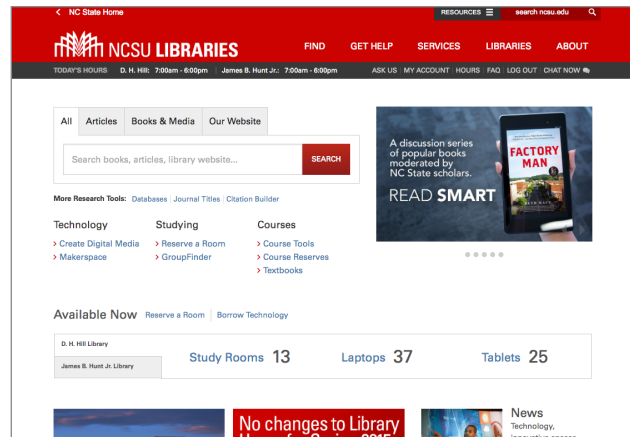 NC State Home
RESOURCES
search ncsu.edu
NCSU LIBRARIES
FIND GET HELP SERVICES LIBRARIES ABOUT
TODAY'S HOURS D. H. Hill: 7:00am - 6:00pm James B. Hunt Jr.: 7:00am - 6:00pm ASK US MY ACCOUNT HOURS FAQ LOG OUT CHAT NOW
All Articles Books & Media Our Website
Search books, articles, library website... SEARCH
More Research Tools: Databases Journal Titles Citation Builder
Technology
> Create Digital Media
> Makerspace
Studying
> Reserve a Room
> GroupFinder
Courses
> Course Tools
> Course Reserves
> Textbooks
A discussion series
of popular books
moderated by
NC State scholars.
READ SMART
FACTORY
MAN
Available Now Reserve a Room Borrow Technology
D. H. Hill Library
James B. Hunt Jr. Library
Study Rooms 13 Laptops 37 Tablets 25
No changes to Library
News
Technology,